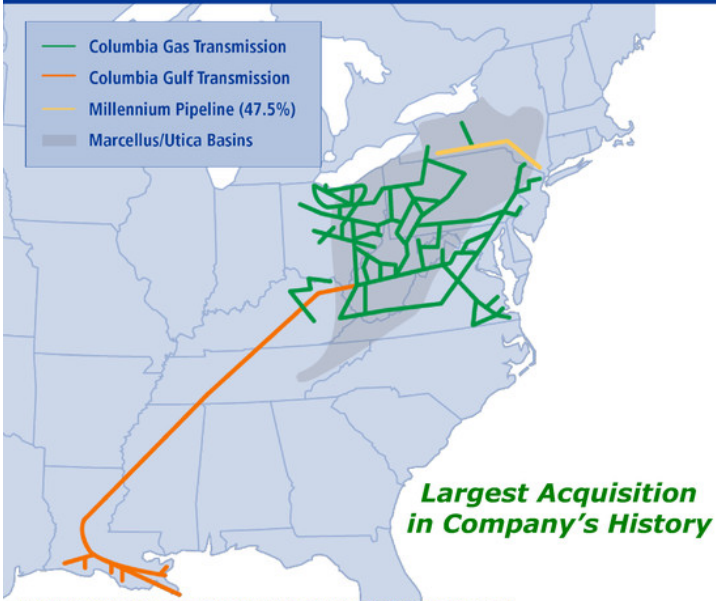 Columbia Gas Transmission
Columbia Gulf Transmission
Millennium Pipeline (47.5%)
Marcellus/Utica Basins
Largest Acquisition
in Company's History